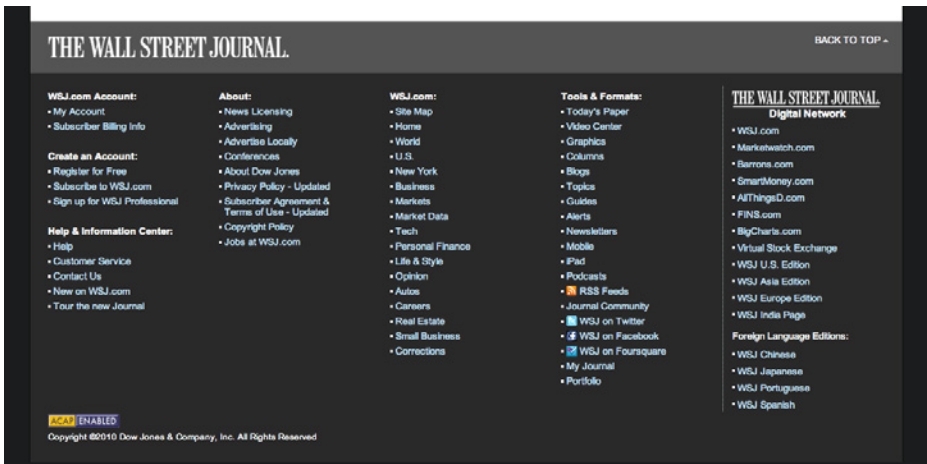 THE WALL STREET JOURNAL.
BACK TO TOP
WSJ.com Account:
▪ My Account
▪ Subscriber Billing Info
Create an Account:
▪ Register for Free
▪ Subscribe to WSJ.com
▪ Sign up for WSJ Professional
Help & Information Center:
▪ Help
▪ Customer Service
▪ Contact Us
▪ New on WSJ.com
▪ Tour the new Journal
About:
▪ News Licensing
▪ Advertising
▪ Advertise Locally
▪ Conferences
▪ About Dow Jones
▪ Privacy Policy - Updated
▪ Subscriber Agreement &
Terms of Use - Updated
▪ Copyright Policy
▪ Jobs at WSJ.com
WSJ.com:
▪ Site Map
▪ Home
▪ World
▪ U.S.
▪ New York
▪ Business
▪ Markets
▪ Market Data
▪ Tech
▪ Personal Finance
▪ Life & Style
▪ Opinion
▪ Autos
▪ Careers
▪ Real Estate
▪ Small Business
▪ Corrections
Tools & Formats:
▪ Today's Paper
▪ Video Center
▪ Graphics
▪ Columns
▪ Blogs
▪ Topics
▪ Guides
▪ Alerts
▪ Newsletters
▪ Mobile
▪ iPad
▪ Podcasts
▪ RSS Feeds
▪ Journal Community
▪ WSJ on Twitter
▪ WSJ on Facebook
▪ WSJ on Foursquare
▪ My Journal
▪ Portfolio
THE WALL STREET JOURNAL.
Digital Network
▪ WSJ.com
▪ Marketwatch.com
▪ Barrons.com
▪ SmartMoney.com
▪ AllThingsD.com
▪ FINS.com
▪ BigCharts.com
▪ Virtual Stock Exchange
▪ WSJ U.S. Edition
▪ WSJ Asia Edition
▪ WSJ Europe Edition
▪ WSJ India Page
Foreign Language Editions:
▪ WSJ Chinese
▪ WSJ Japanese
▪ WSJ Portuguese
▪ WSJ Spanish
ACAP ENABLED
Copyright ©2010 Dow Jones & Company, Inc. All Rights Reserved